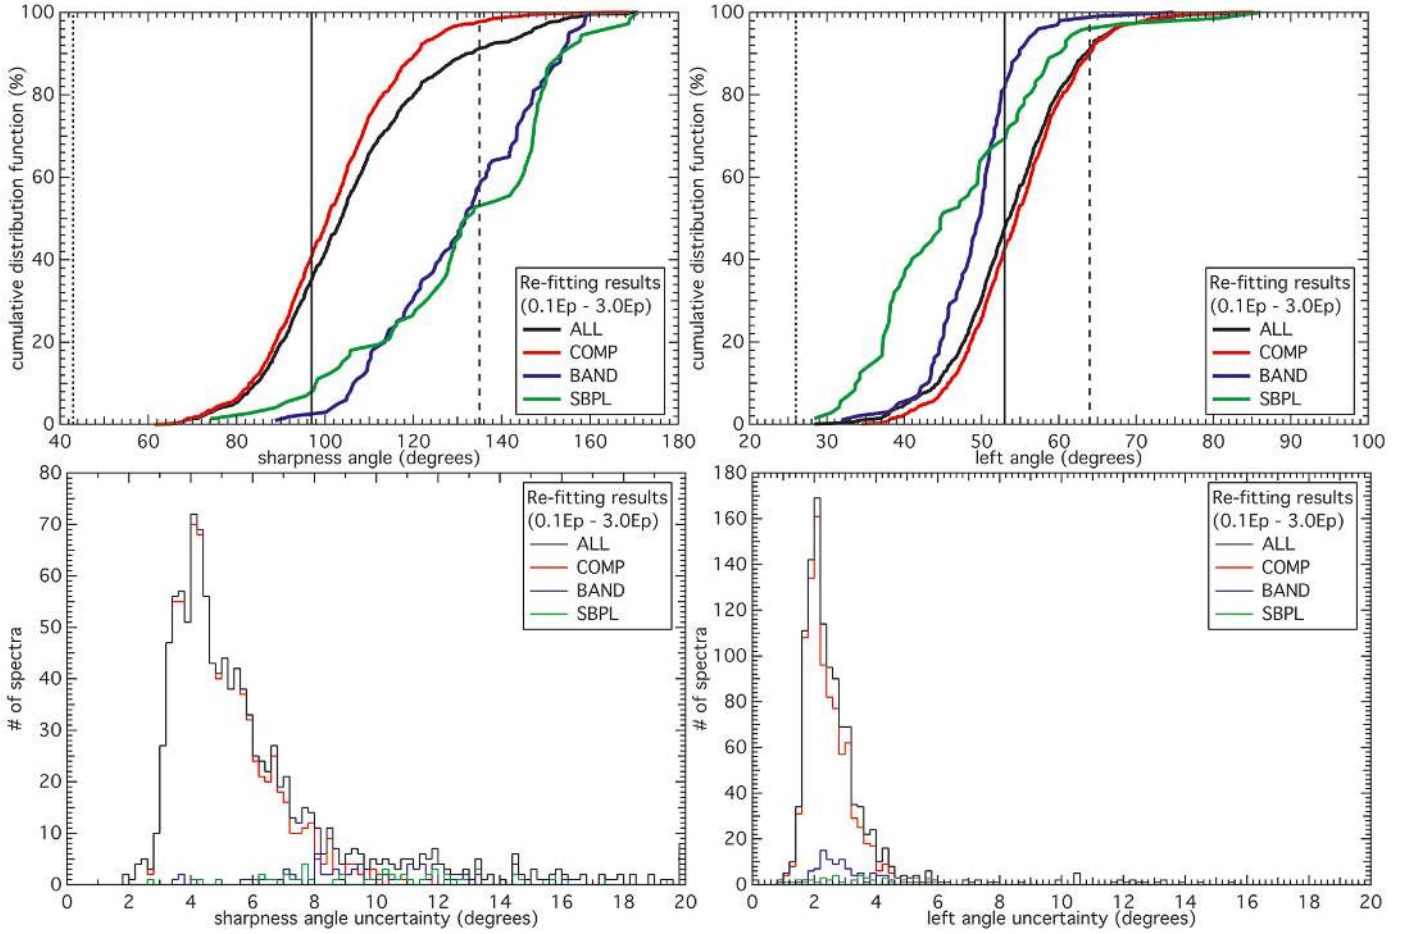 cumulative distribution function (%)
100
80
60
40
20
0
40 60 80 100 120 140 160 180
sharpness angle (degrees)
Re-fitting results
(0.1Ep - 3.0Ep)
ALL
COMP
BAND
SBPL
cumulative distribution function (%)
100
80
60
40
20
0
20 30 40 50 60 70 80 90 100
left angle (degrees)
Re-fitting results
(0.1Ep - 3.0Ep)
ALL
COMP
BAND
SBPL
# of spectra
80
70
60
50
40
30
20
10
0
0 2 4 6 8 10 12 14 16 18 20
sharpness angle uncertainty (degrees)
Re-fitting results
(0.1Ep - 3.0Ep)
ALL
COMP
BAND
SBPL
# of spectra
180
160
140
120
100
80
60
40
20
0
0 2 4 6 8 10 12 14 16 18 20
left angle uncertainty (degrees)
Re-fitting results
(0.1Ep - 3.0Ep)
ALL
COMP
BAND
SBPL